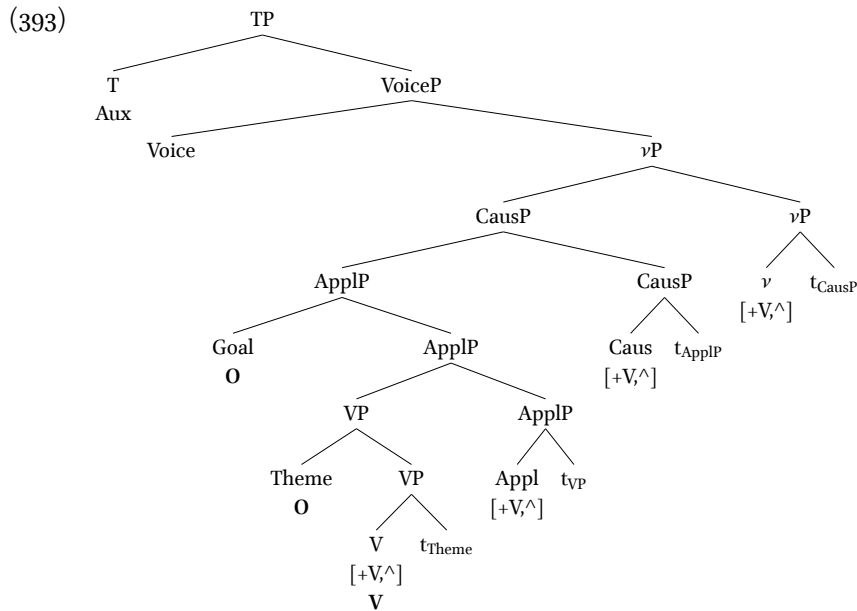 (393) TP
T VoiceP
Aux
Voice νP
CausP νP
ApplP CausP ν t_CausP
[+V,^]
Goal ApplP Caus t_ApplP
O [+V,^]
VP ApplP
Theme VP Appl t_VP
O [+V,^]
V t_Theme
[+V,^]
V